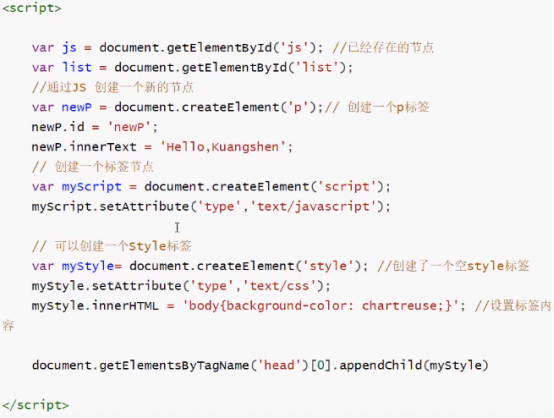 <script>
var js = document.getElementById('js'); //已经存在的节点
var list = document.getElementById('list');
//通过JS 创建一个新的节点
var newP = document.createElement('p');// 创建一个p标签
newP.id = 'newP';
newP.innerText = 'Hello,Kuangshen';
// 创建一个标签节点
var myScript = document.createElement('script');
myScript.setAttribute('type','text/javascript');
// 可以创建一个Style标签
var myStyle= document.createElement('style'); //创建了一个空style标签
myStyle.setAttribute('type','text/css');
myStyle.innerHTML = 'body{background-color: chartreuse;}'; //设置标签内
容
document.getElementsByTagName('head')[0].appendChild(myStyle)
</script>